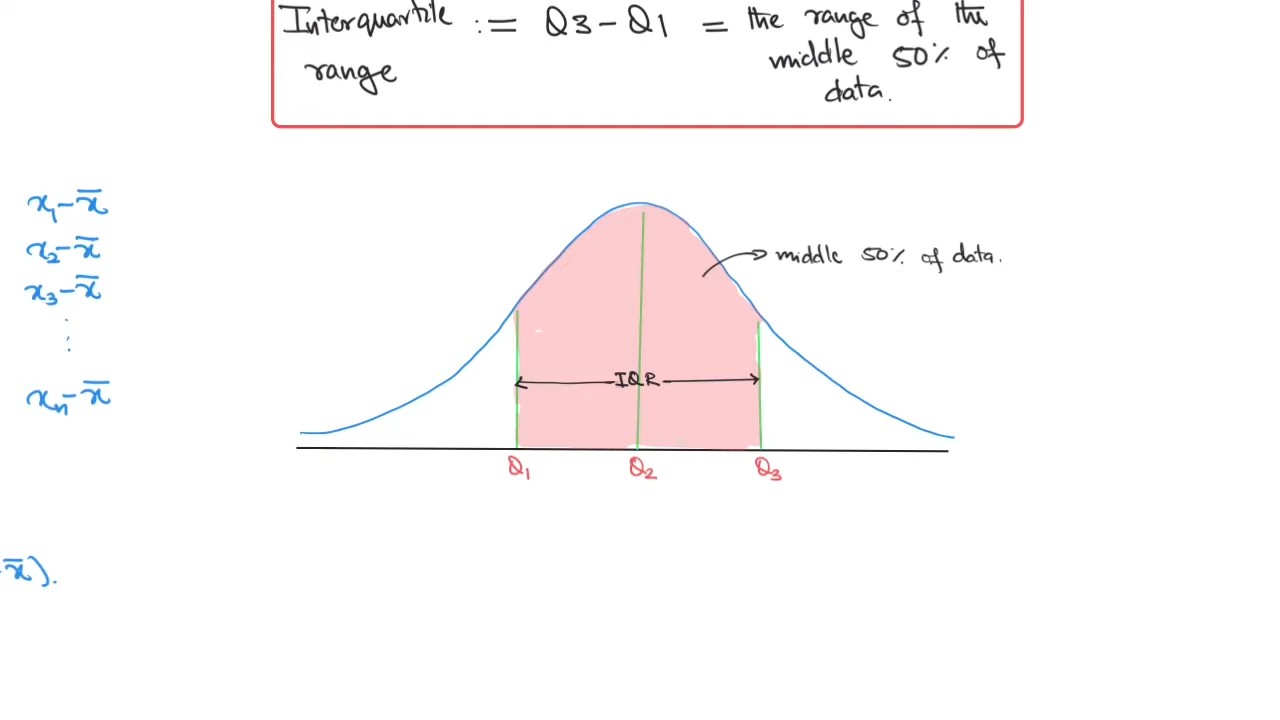 Interquartile := Q3 - Q1 = the range of the
range
middle 50% of
data.
x₁ - x̅
x₂ - x̅
x₃ - x̅
⋮
xₙ - x̅
middle 50% of data.
IQR
Q₁ Q₂ Q₃
x̅).